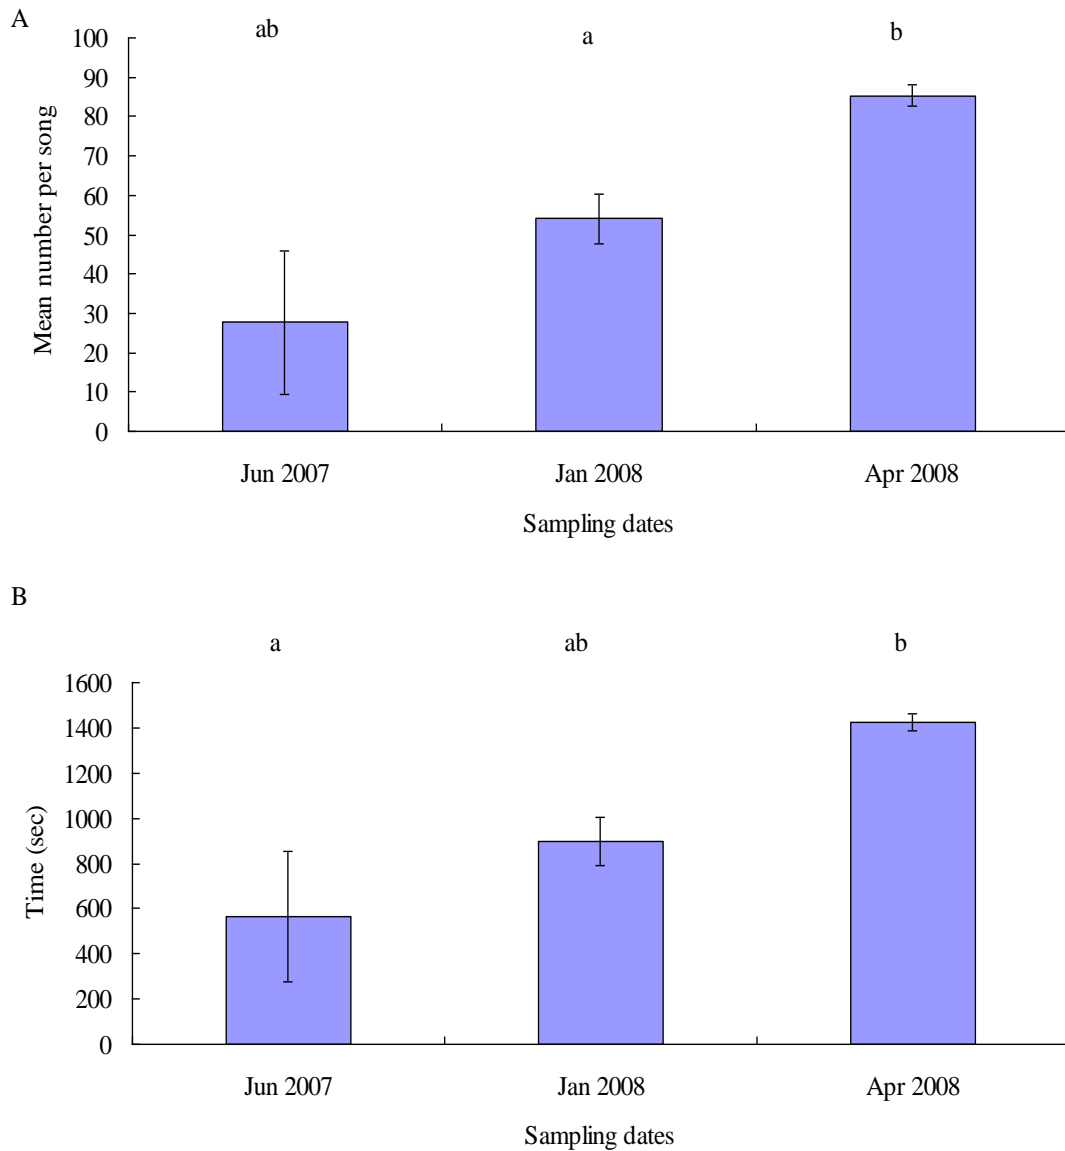 A
ab a b
Mean number per song
100
90
80
70
60
50
40
30
20
10
0
Jun 2007 Jan 2008 Apr 2008
Sampling dates
B
a ab b
Time (sec)
1600
1400
1200
1000
800
600
400
200
0
Jun 2007 Jan 2008 Apr 2008
Sampling dates